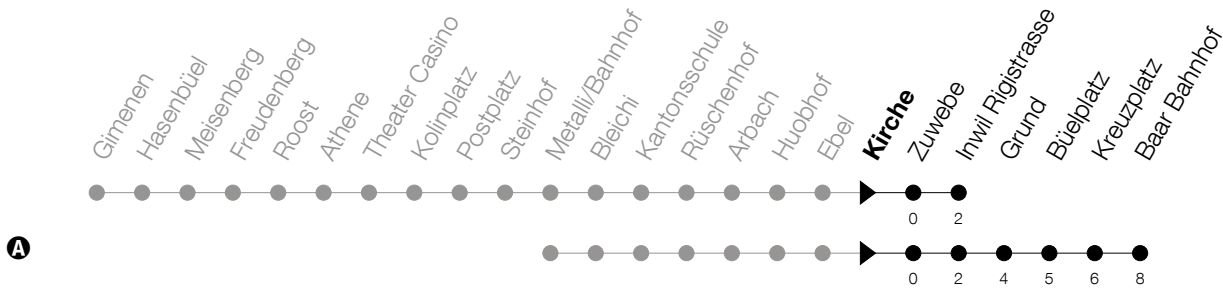 Gimenen
Hasenbüel
Meisenberg
Freudenberg
Roost
Athene
Theater Casino
Kolinplatz
Postplatz
Steinhof
Metalli/Bahnhof
Bleichi
Kantonsschule
Rüschenhof
Arbach
Huobhof
Ebel
Kirche
Zuwebe
Inwil Rigistrasse
Grund
Büelplatz
Kreuzplatz
Baar Bahnhof
0 2
A
0 2 4 5 6 8